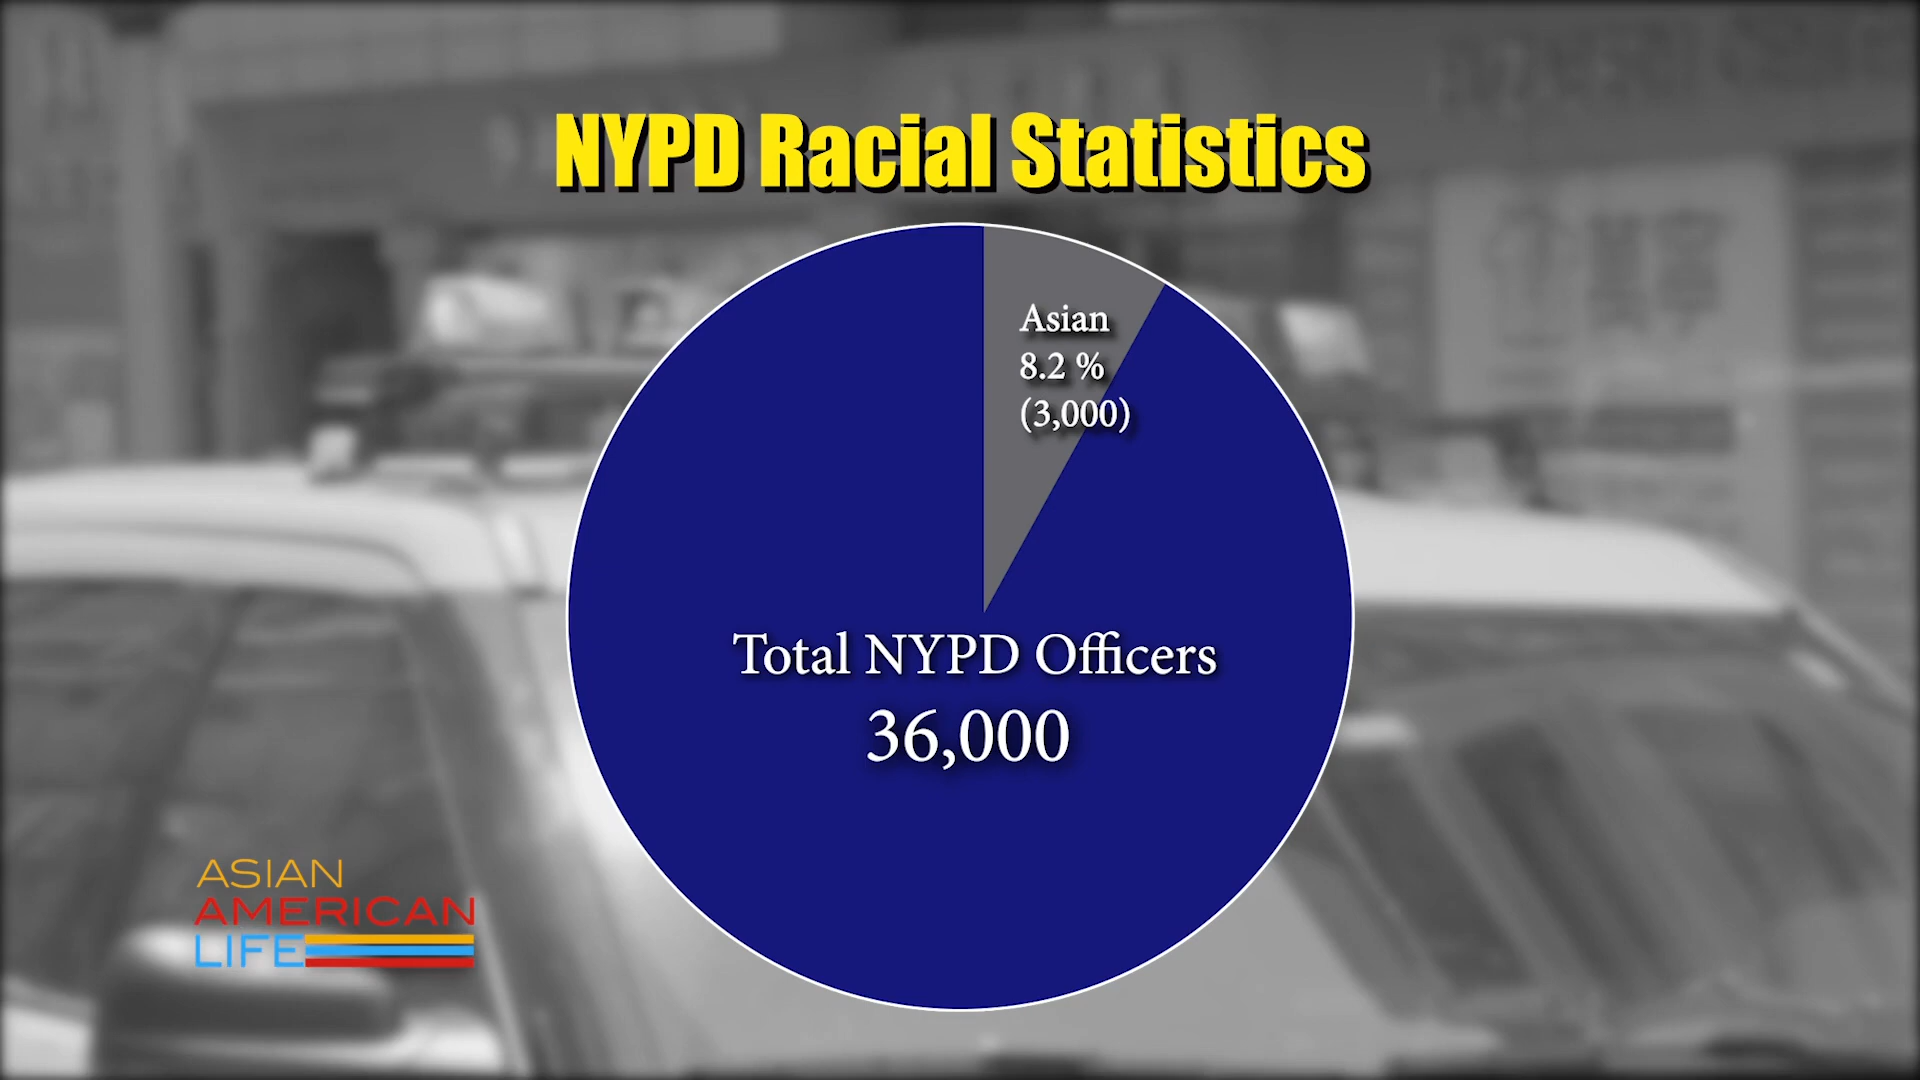 NYPD Racial Statistics
Asian
8.2 %
(3,000)
Total NYPD Officers
36,000
ASIAN
AMERICAN
LIFE